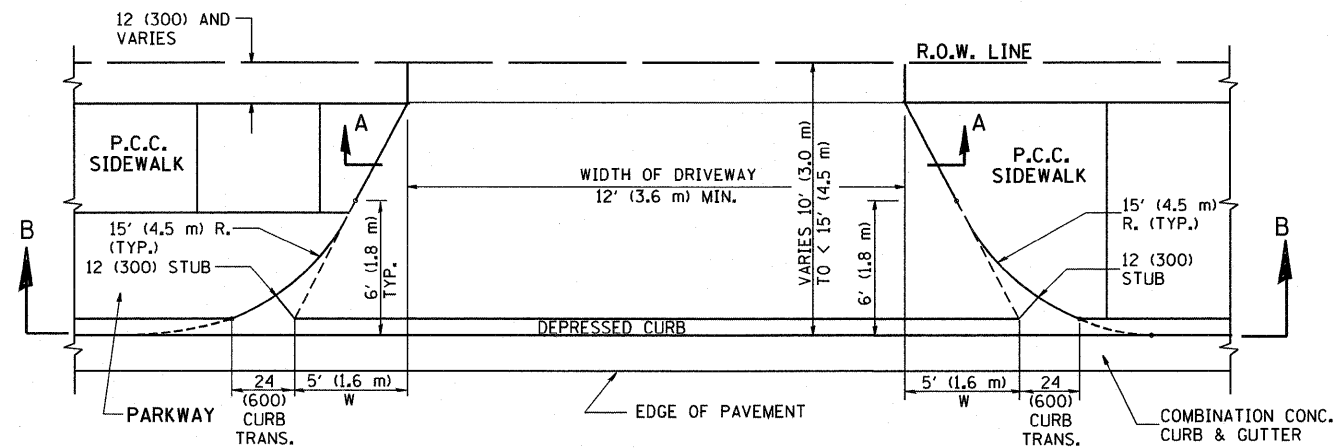 12 (300) AND
VARIES
R.O.W. LINE
A
A
P.C.C.
SIDEWALK
P.C.C.
SIDEWALK
WIDTH OF DRIVEWAY
12' (3.6 m) MIN.
VARIES 10' (3.0 m)
TO < 15' (4.5 m)
15' (4.5 m) R.
(TYP.)
12 (300) STUB
6' (1.8 m)
TYP.
6' (1.8 m)
15' (4.5 m)
R. (TYP.)
12 (300)
STUB
B
B
DEPRESSED CURB
24
(600)
CURB
TRANS.
5' (1.6 m)
W
5' (1.6 m)
W
24
(600)
CURB
TRANS.
PARKWAY
EDGE OF PAVEMENT
COMBINATION CONC.
CURB & GUTTER